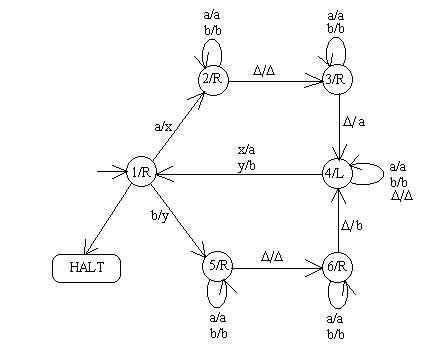 a/a
b/b
a/a
b/b
2/R
Δ/Δ
3/R
a/x
Δ/a
x/a
y/b
1/R
4/L
a/a
b/b
Δ/Δ
b/y
Δ/b
HALT
5/R
Δ/Δ
6/R
a/a
b/b
a/a
b/b